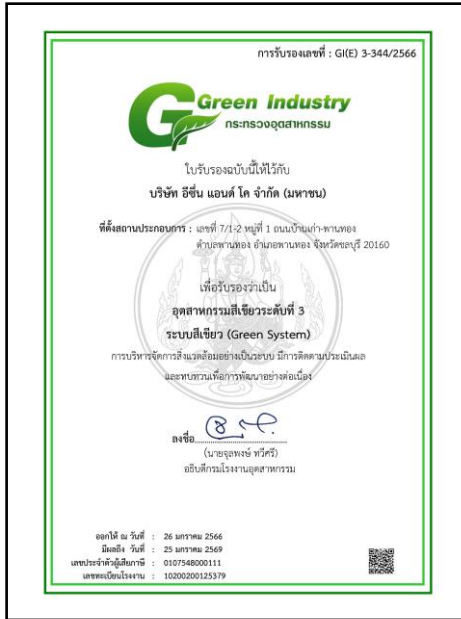 การรับรองเลขที่ : GI(E) 3-344/2566
Green Industry
กระทรวงอุตสาหกรรม
ใบรับรองฉบับนี้ให้ไว้กับ
บริษัท อีซึ่น แอนด์ โค จำกัด (มหาชน)
ที่ตั้งสถานประกอบการ : เลขที่ 7/1-2 หมู่ที่ 1 ถนนบ้านเก่า-พานทอง
ตำบลพานทอง อำเภอพานทอง จังหวัดชลบุรี 20160
เพื่อรับรองว่าเป็น
อุตสาหกรรมสีเขียวระดับที่ 3
ระบบสีเขียว (Green System)
การบริหารจัดการสิ่งแวดล้อมอย่างเป็นระบบ มีการติดตามประเมินผล
และทบทวนเพื่อการพัฒนาอย่างต่อเนื่อง
ลงชื่อ
(นายจุลพงษ์ ทวีศรี)
อธิบดีกรมโรงงานอุตสาหกรรม
ออกให้ ณ วันที่ : 26 มกราคม 2566
มีผลถึง วันที่ : 25 มกราคม 2569
เลขประจำตัวผู้เสียภาษี : 0107548000111
เลขทะเบียนโรงงาน : 10200200125379